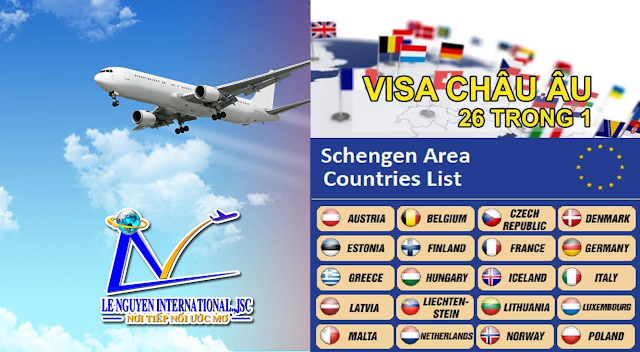 VISA CHÂU ÂU
26 TRONG 1
Schengen Area
Countries List
AUSTRIA
BELGIUM
CZECH
REPUBLIC
DENMARK
ESTONIA
FINLAND
FRANCE
GERMANY
GREECE
HUNGARY
ICELAND
ITALY
LATVIA
LIECHTEN-
STEIN
LITHUANIA
LUXEMBOURG
MALTA
NETHERLANDS
NORWAY
POLAND
LE NGUYEN INTERNATIONAL.,JSC
NƠI TIẾP NỐI ƯỚC MƠ